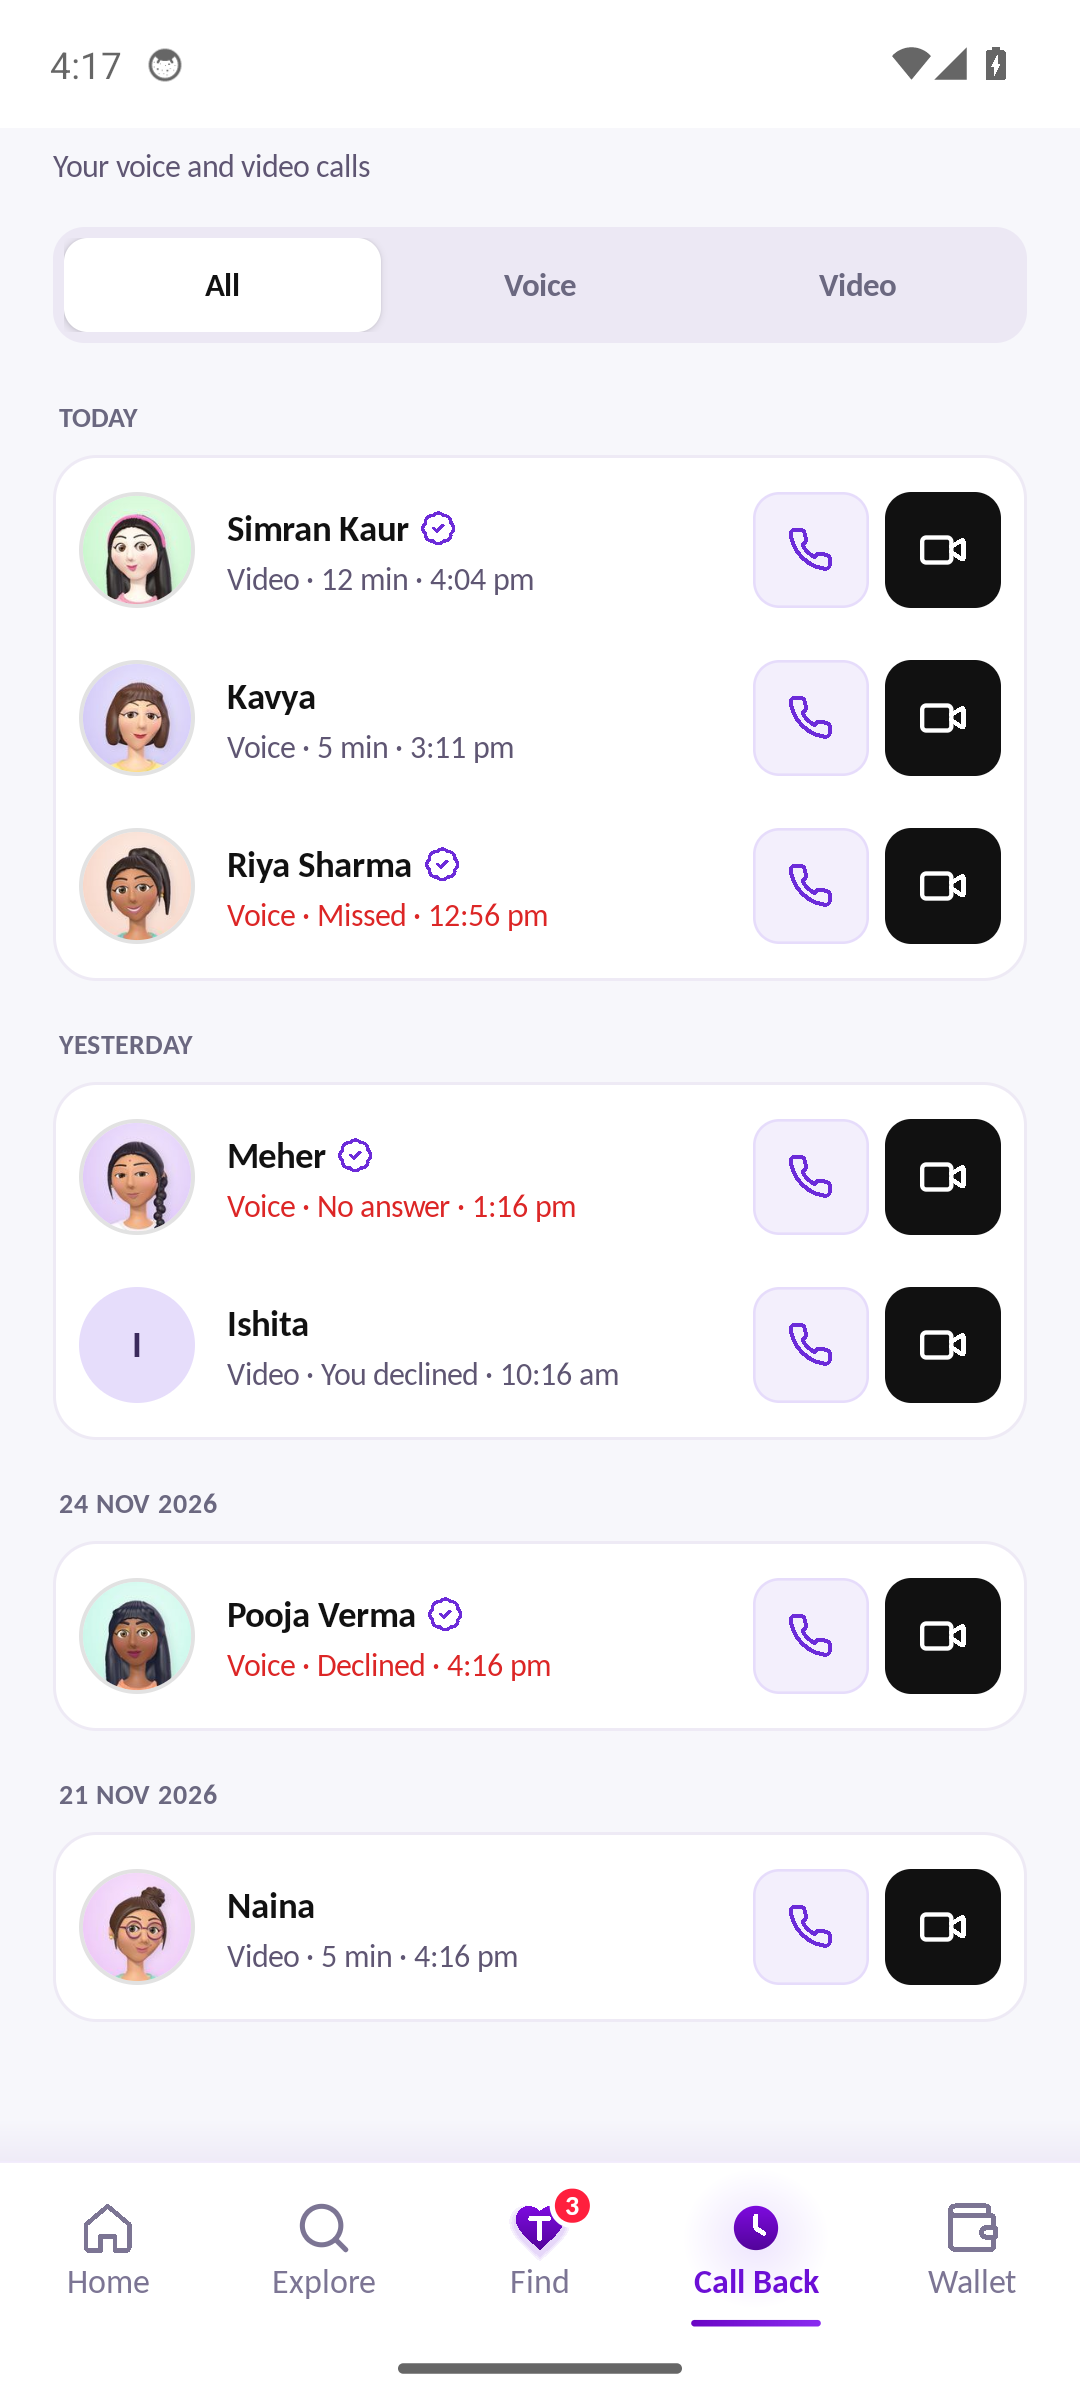 4:17
Your voice and video calls
All
Voice
Video
TODAY
Simran Kaur
Video · 12 min · 4:04 pm
Kavya
Voice · 5 min · 3:11 pm
Riya Sharma
Voice · Missed · 12:56 pm
YESTERDAY
Meher
Voice · No answer · 1:16 pm
I
Ishita
Video · You declined · 10:16 am
24 NOV 2026
Pooja Verma
Voice · Declined · 4:16 pm
21 NOV 2026
Naina
Video · 5 min · 4:16 pm
T
3
Home
Explore
Find
Call Back
Wallet